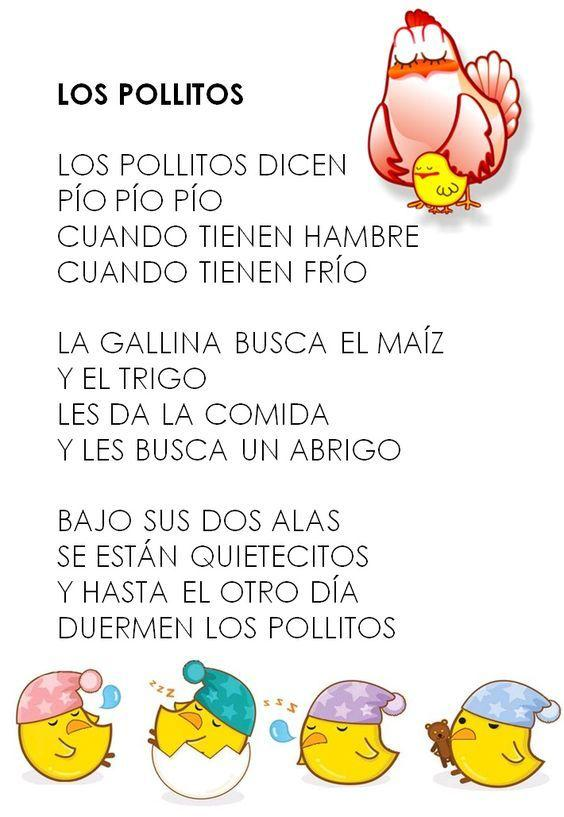 LOS POLLITOS
LOS POLLITOS DICEN
PÍO PÍO PÍO
CUANDO TIENEN HAMBRE
CUANDO TIENEN FRÍO
LA GALLINA BUSCA EL MAÍZ
Y EL TRIGO
LES DA LA COMIDA
Y LES BUSCA UN ABRIGO
BAJO SUS DOS ALAS
SE ESTÁN QUIETECITOS
Y HASTA EL OTRO DÍA
DUERMEN LOS POLLITOS
zzz zzz